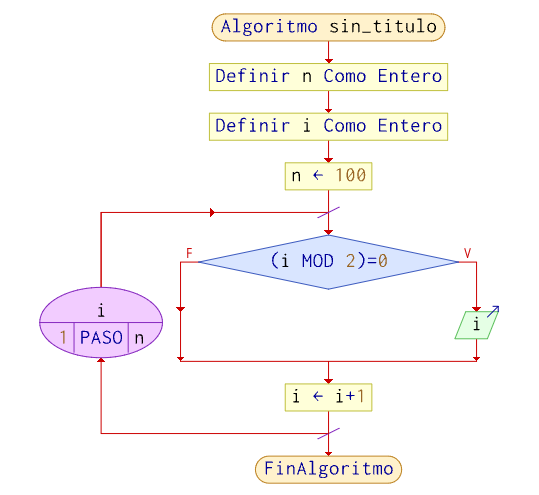 Algoritmo sin_titulo
Definir n Como Entero
Definir i Como Entero
n ← 100
F
(i MOD 2)=0
V
i
i
1 PASO n
i ← i+1
FinAlgoritmo